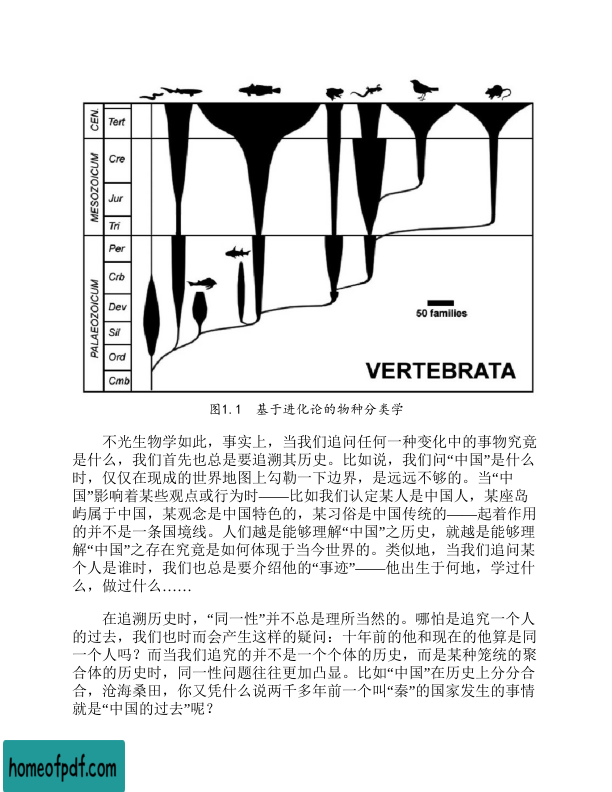 CEN.
Tert
MESOZOICUM
Cre
Jur
Tri
PALAEOZOICUM
Per
Crb
Dev
Sil
Ord
Cmb
50 families
VERTEBRATA
图1.1 基于进化论的物种分类学
不光生物学如此，事实上，当我们追问任何一种变化中的事物究竟
是什么，我们首先也总是要追溯其历史。比如说，我们问“中国”是什么
时，仅仅在现成的世界地图上勾勒一下边界，是远远不够的。当“中
国”影响着某些观点或行为时——比如我们认定某人是中国人，某座岛
屿属于中国，某观念是中国特色的，某习俗是中国传统的——起着作用
的并不是一条国境线。人们越是能够理解“中国”之历史，就越是能够理
解“中国”之存在究竟是如何体现于当今世界的。类似地，当我们追问某
个人是谁时，我们也总是要介绍他的“事迹”——他出生于何地，学过什
么，做过什么……
在追溯历史时，“同一性”并不总是理所当然的。哪怕是追究一个人
的过去，我们也时而会产生这样的疑问：十年前的他和现在的他算是同
一个人吗？而当我们追究的并不是一个个体的历史，而是某种笼统的聚
合体的历史时，同一性问题往往更加凸显。比如“中国”在历史上分分合
合，沧海桑田，你又凭什么说两千多年前一个叫“秦”的国家发生的事情
就是“中国的过去”呢？
homeofpdf.com